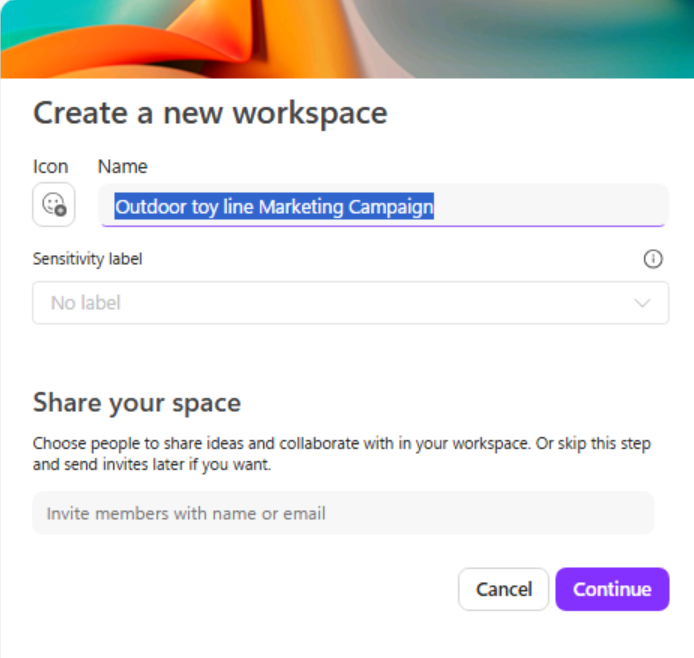 Create a new workspace
Icon Name
Outdoor toy line Marketing Campaign
Sensitivity label
No label
Share your space
Choose people to share ideas and collaborate with in your workspace. Or skip this step
and send invites later if you want.
Invite members with name or email
Cancel Continue